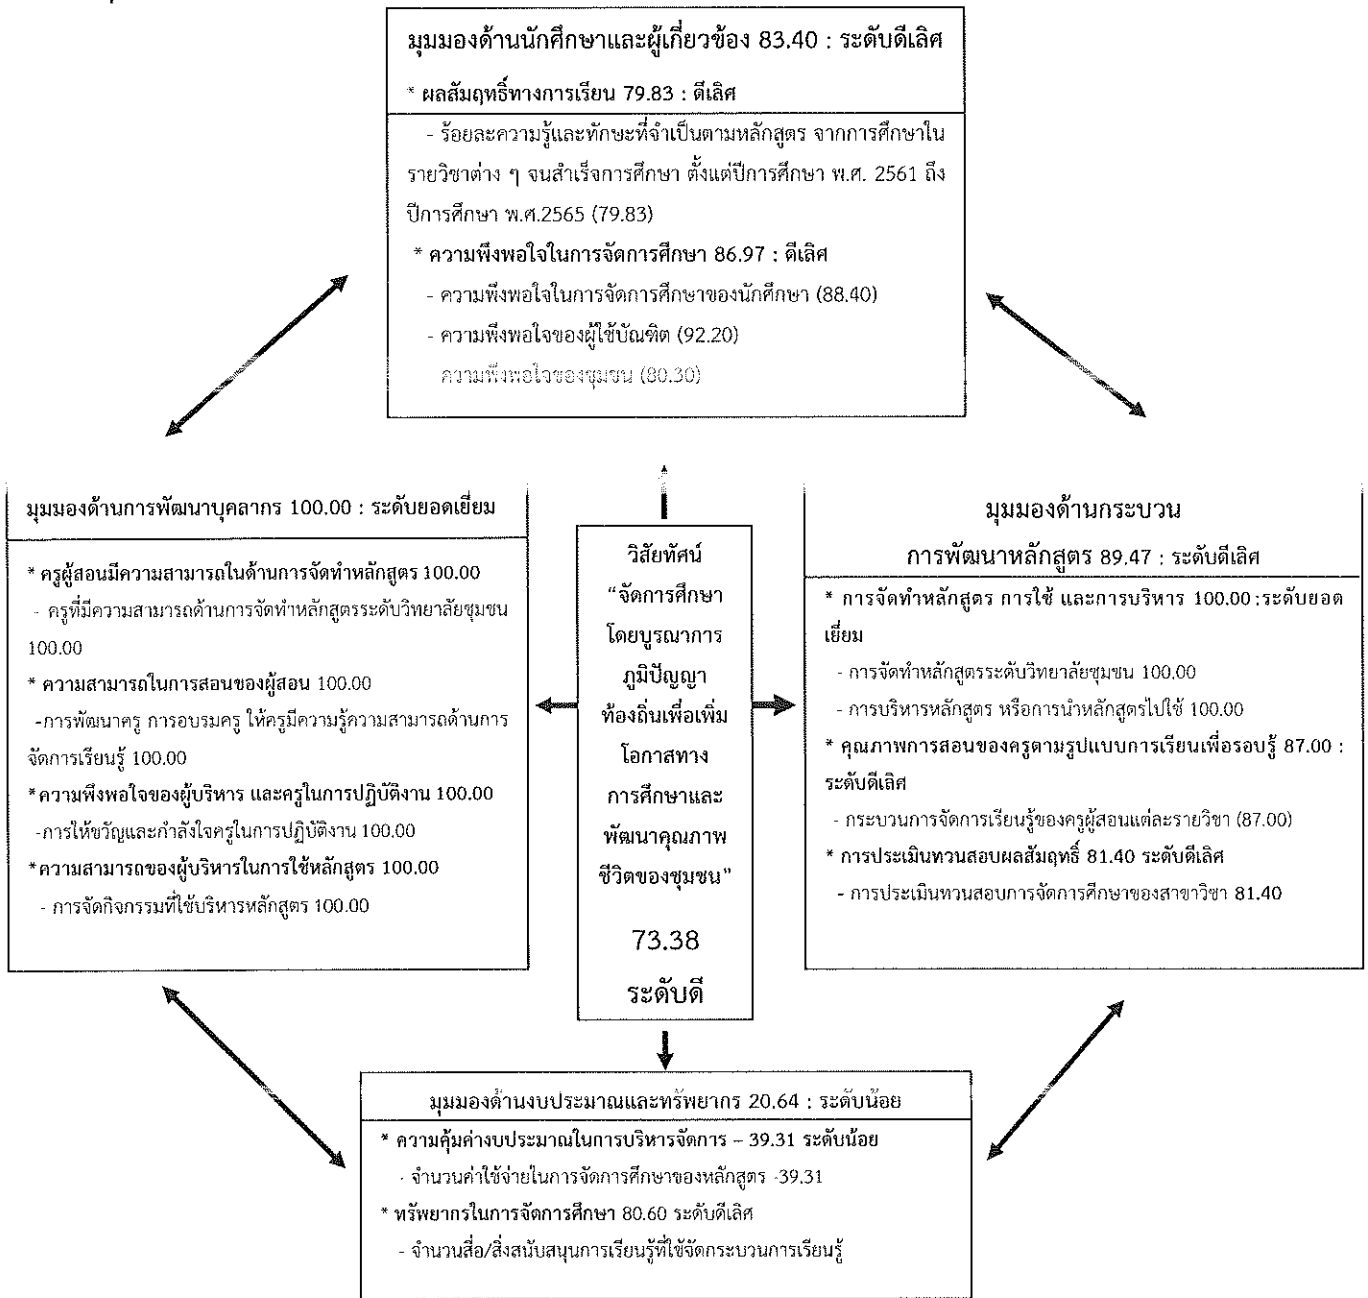 มุมมองด้านนักศึกษาและผู้เกี่ยวข้อง 83.40 : ระดับดีเลิศ
* ผลสัมฤทธิ์ทางการเรียน 79.83 : ดีเลิศ
- ร้อยละความรู้และทักษะที่จำเป็นตามหลักสูตร จากการศึกษาใน
รายวิชาต่าง ๆ จนสำเร็จการศึกษา ตั้งแต่ปีการศึกษา พ.ศ. 2561 ถึง
ปีการศึกษา พ.ศ.2565 (79.83)
* ความพึงพอใจในการจัดการศึกษา 86.97 : ดีเลิศ
- ความพึงพอใจในการจัดการศึกษาของนักศึกษา (88.40)
- ความพึงพอใจของผู้ใช้บัณฑิต (92.20)
ความพึงพอใจของชุมชน (80.30)
มุมมองด้านการพัฒนาบุคลากร 100.00 : ระดับยอดเยี่ยม
* ครูผู้สอนมีความสามารถในด้านการจัดทำหลักสูตร 100.00
- ครูที่มีความสามารถด้านการจัดทำหลักสูตรระดับวิทยาลัยชุมชน
100.00
* ความสามารถในการสอนของผู้สอน 100.00
-การพัฒนาครู การอบรมครู ให้ครูมีความรู้ความสามารถด้านการ
จัดการเรียนรู้ 100.00
*ความพึงพอใจของผู้บริหาร และครูในการปฏิบัติงาน 100.00
-การให้ขวัญและกำลังใจครูในการปฏิบัติงาน 100.00
*ความสามารถของผู้บริหารในการใช้หลักสูตร 100.00
- การจัดกิจกรรมที่ใช้บริหารหลักสูตร 100.00
วิสัยทัศน์
“จัดการศึกษา
โดยบูรณาการ
ภูมิปัญญา
ท้องถิ่นเพื่อเพิ่ม
โอกาสทาง
การศึกษาและ
พัฒนาคุณภาพ
ชีวิตของชุมชน”
73.38
ระดับดี
มุมมองด้านกระบวน
การพัฒนาหลักสูตร 89.47 : ระดับดีเลิศ
* การจัดทำหลักสูตร การใช้ และการบริหาร 100.00 :ระดับยอด
เยี่ยม
- การจัดทำหลักสูตรระดับวิทยาลัยชุมชน 100.00
- การบริหารหลักสูตร หรือการนำหลักสูตรไปใช้ 100.00
* คุณภาพการสอนของครูตามรูปแบบการเรียนเพื่อรอบรู้ 87.00 :
ระดับดีเลิศ
- กระบวนการจัดการเรียนรู้ของครูผู้สอนแต่ละรายวิชา (87.00)
* การประเมินทวนสอบผลสัมฤทธิ์ 81.40 ระดับดีเลิศ
- การประเมินทวนสอบการจัดการศึกษาของสาขาวิชา 81.40
มุมมองด้านงบประมาณและทรัพยากร 20.64 : ระดับน้อย
* ความคุ้มค่างบประมาณในการบริหารจัดการ – 39.31 ระดับน้อย
- จำนวนค่าใช้จ่ายในการจัดการศึกษาของหลักสูตร -39.31
* ทรัพยากรในการจัดการศึกษา 80.60 ระดับดีเลิศ
- จำนวนสื่อ/สิ่งสนับสนุนการเรียนรู้ที่ใช้จัดกระบวนการเรียนรู้